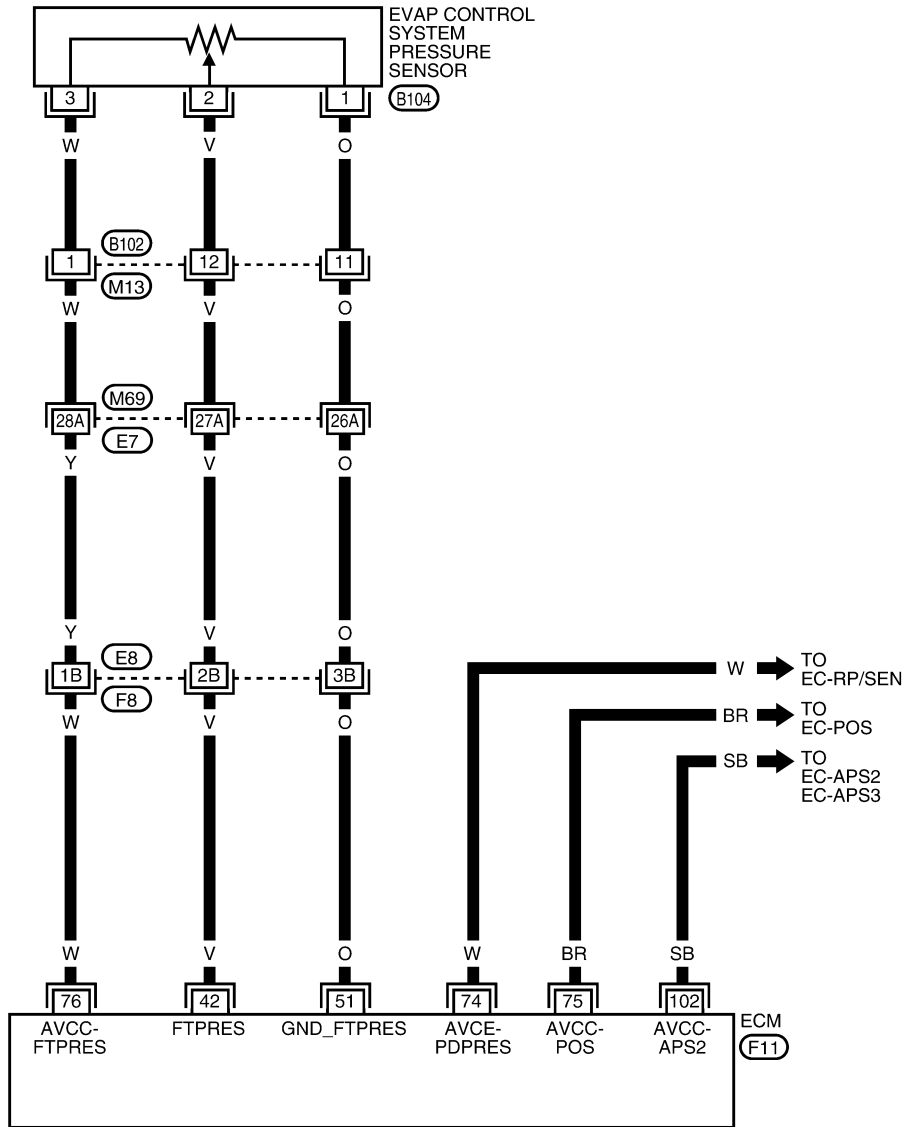 EVAP CONTROL
SYSTEM
PRESSURE
SENSOR
3 2 1 B104
W V O
B102
1 12 11
M13
W V O
M69
28A 27A 26A
E7
Y V O
Y V O
E8
1B 2B 3B
F8
W V O
W TO
EC-RP/SEN
BR TO
EC-POS
SB TO
EC-APS2
EC-APS3
W V O W BR SB
76 42 51 74 75 102
AVCC-
FTPRES
FTPRES
GND_FTPRES
AVCE-
PDPRES
AVCC-
POS
AVCC-
APS2
ECM
F11